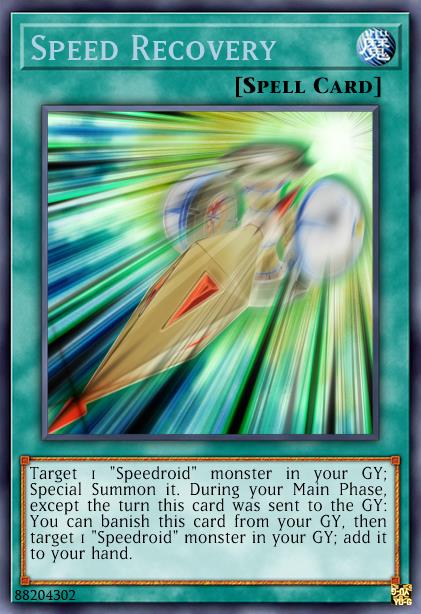 SPEED RECOVERY
魔
[SPELL CARD]
Target 1 "Speedroid" monster in your GY;
Special Summon it. During your Main Phase,
except the turn this card was sent to the GY:
You can banish this card from your GY, then
target 1 "Speedroid" monster in your GY; add it
to your hand.
88204302